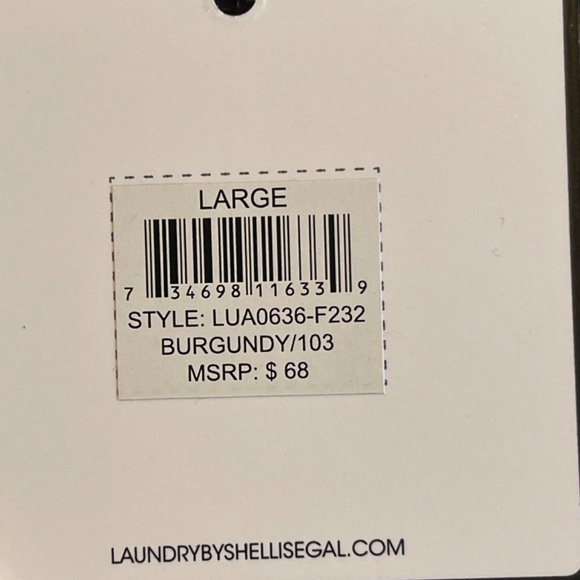 LARGE
7 34698 11633 9
STYLE: LUA0636-F232
BURGUNDY/103
MSRP: $ 68
LAUNDRYBYSHELLISEGAL.COM